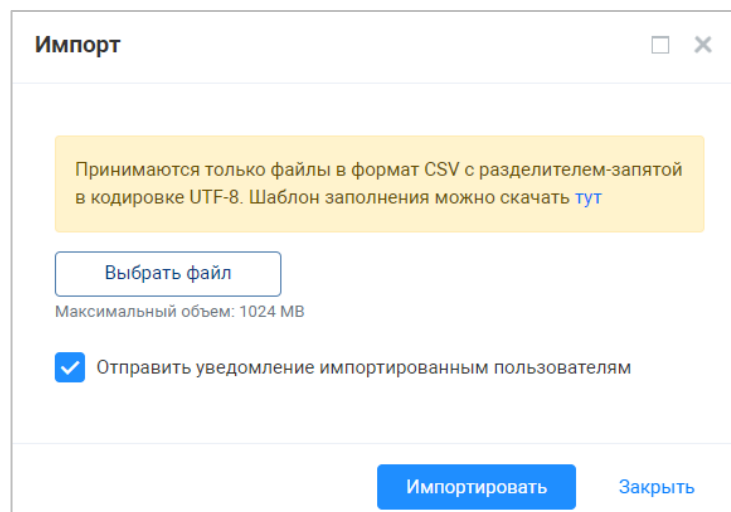 Импорт
Принимаются только файлы в формат CSV с разделителем-запятой
в кодировке UTF-8. Шаблон заполнения можно скачать тут
Выбрать файл
Максимальный объем: 1024 MB
Отправить уведомление импортированным пользователям
Импортировать Закрыть